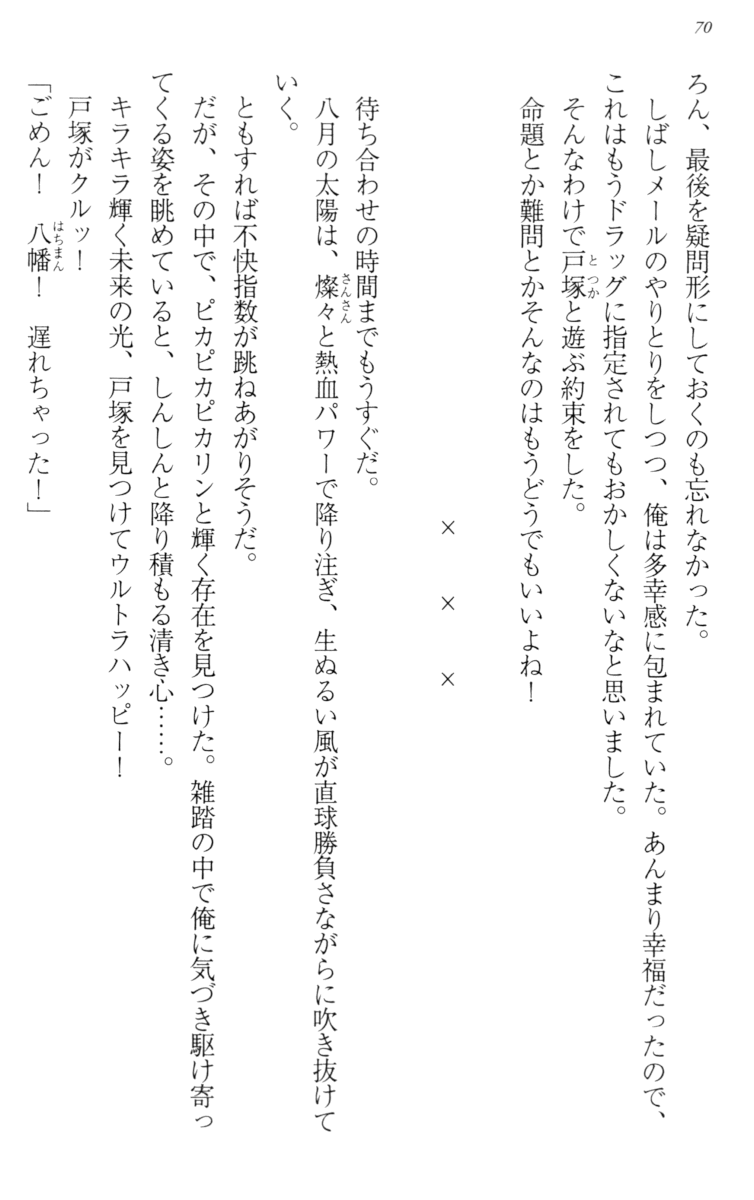 70
ろん、最後を疑問形にしておくのも忘れなかった。
しばしメールのやりとりをしつつ、俺は多幸感に包まれていた。あんまり幸福だったので、
これはもうドラッグに指定されてもおかしくないなと思いました。
そんなわけで戸塚と遊ぶ約束をした。
命題とか難問とかそんなのはもうどうでもいいよね！
× × ×
待ち合わせの時間までもうすぐだ。
八月の太陽は、燦々と熱血パワーで降り注ぎ、生ぬるい風が直球勝負さながらに吹き抜けて
いく。
ともすれば不快指数が跳ねあがりそうだ。
だが、その中で、ピカピカピカリンと輝く存在を見つけた。雑踏の中で俺に気づき駆け寄っ
てくる姿を眺めていると、しんしんと降り積もる清き心……。
キラキラ輝く未来の光、戸塚を見つけてウルトラハッピー！
戸塚がクルッ！
「ごめん！　八幡！　遅れちゃった！」